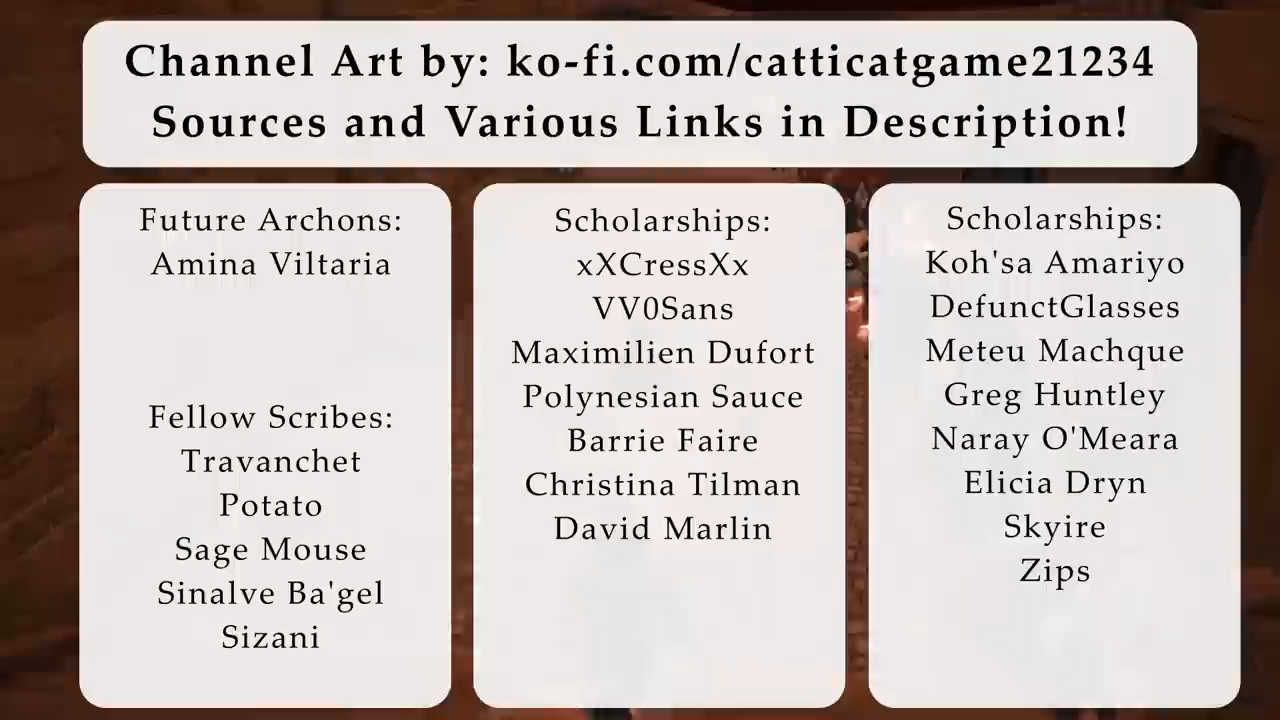 Channel Art by: ko-fi.com/catticatgame21234
Sources and Various Links in Description!
Future Archons:
Amina Viltaria
Fellow Scribes:
Travanchet
Potato
Sage Mouse
Sinalve Ba'gel
Sizani
Scholarships:
xXCressXx
VV0Sans
Maximilien Dufort
Polynesian Sauce
Barrie Faire
Christina Tilman
David Marlin
Scholarships:
Koh'sa Amariyo
DefunctGlasses
Meteu Machque
Greg Huntley
Naray O'Meara
Elicia Dryn
Skyire
Zips